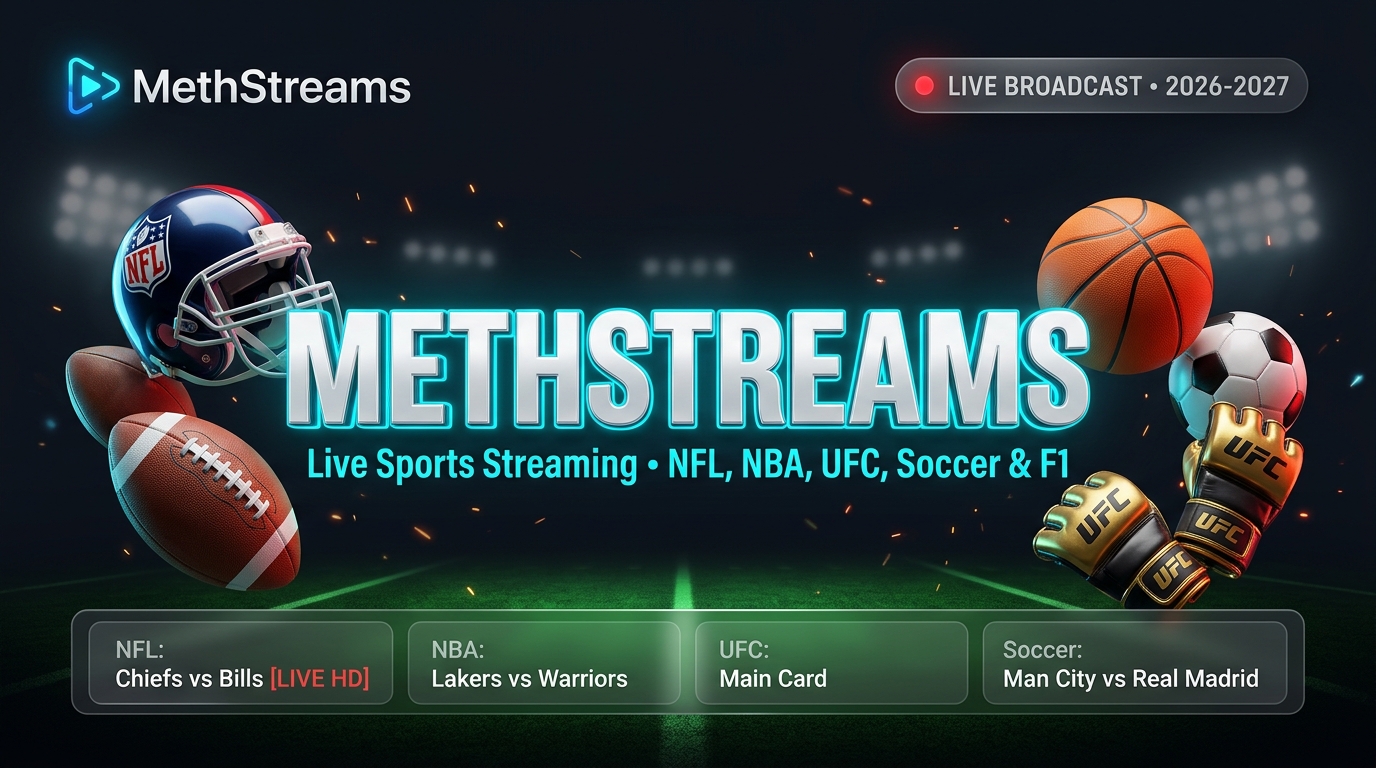 MethStreams
LIVE BROADCAST • 2026-2027
NFL
METHSTREAMS
Live Sports Streaming • NFL, NBA, UFC, Soccer & F1
UFC
UFC
UFC
UFC
NFL:
Chiefs vs Bills [LIVE HD]
NBA:
Lakers vs Warriors
UFC:
Main Card
Soccer:
Man City vs Real Madrid